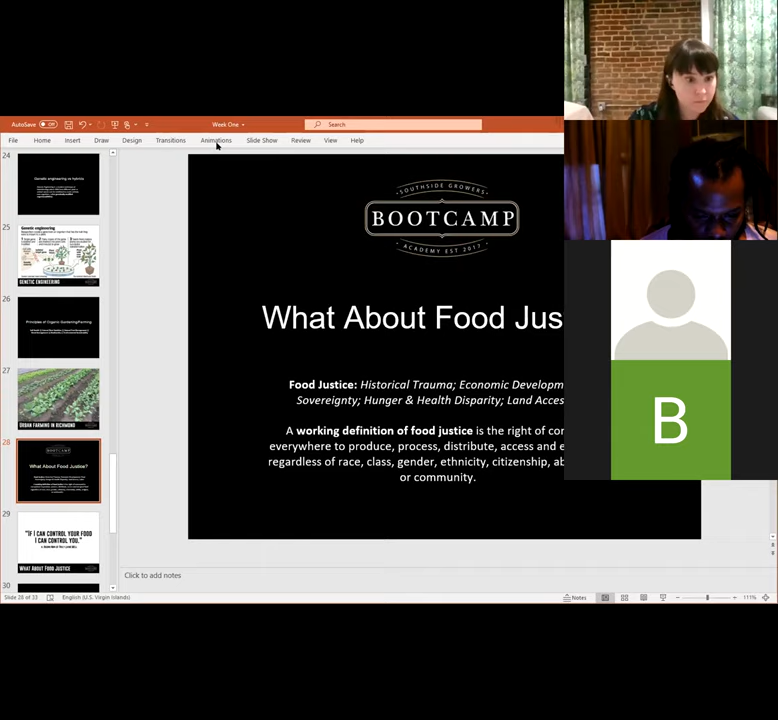 AutoSave Off
Week One
Search
File Home Insert Draw Design Transitions Animations Slide Show Review View Help
24
Genetic engineering vs hybrids
25
Genetic engineering
GENETIC ENGINEERING
26
Principles of Organic Gardening/Farming
27
URBAN FARMING IN RICHMOND
28
What About Food Justice?
29
"IF I CAN CONTROL YOUR FOOD
I CAN CONTROL YOU."
WHAT ABOUT FOOD JUSTICE
30
SOUTHSIDE GROWERS
BOOTCAMP
ACADEMY EST 2017
What About Food Jus
Food Justice: Historical Trauma; Economic Developm
Sovereignty; Hunger & Health Disparity; Land Acces
A working definition of food justice is the right of co
everywhere to produce, process, distribute, access and e
regardless of race, class, gender, ethnicity, citizenship, ab
or community.
B
Click to add notes
Slide 28 of 33 English (U.S. Virgin Islands) Notes 111%